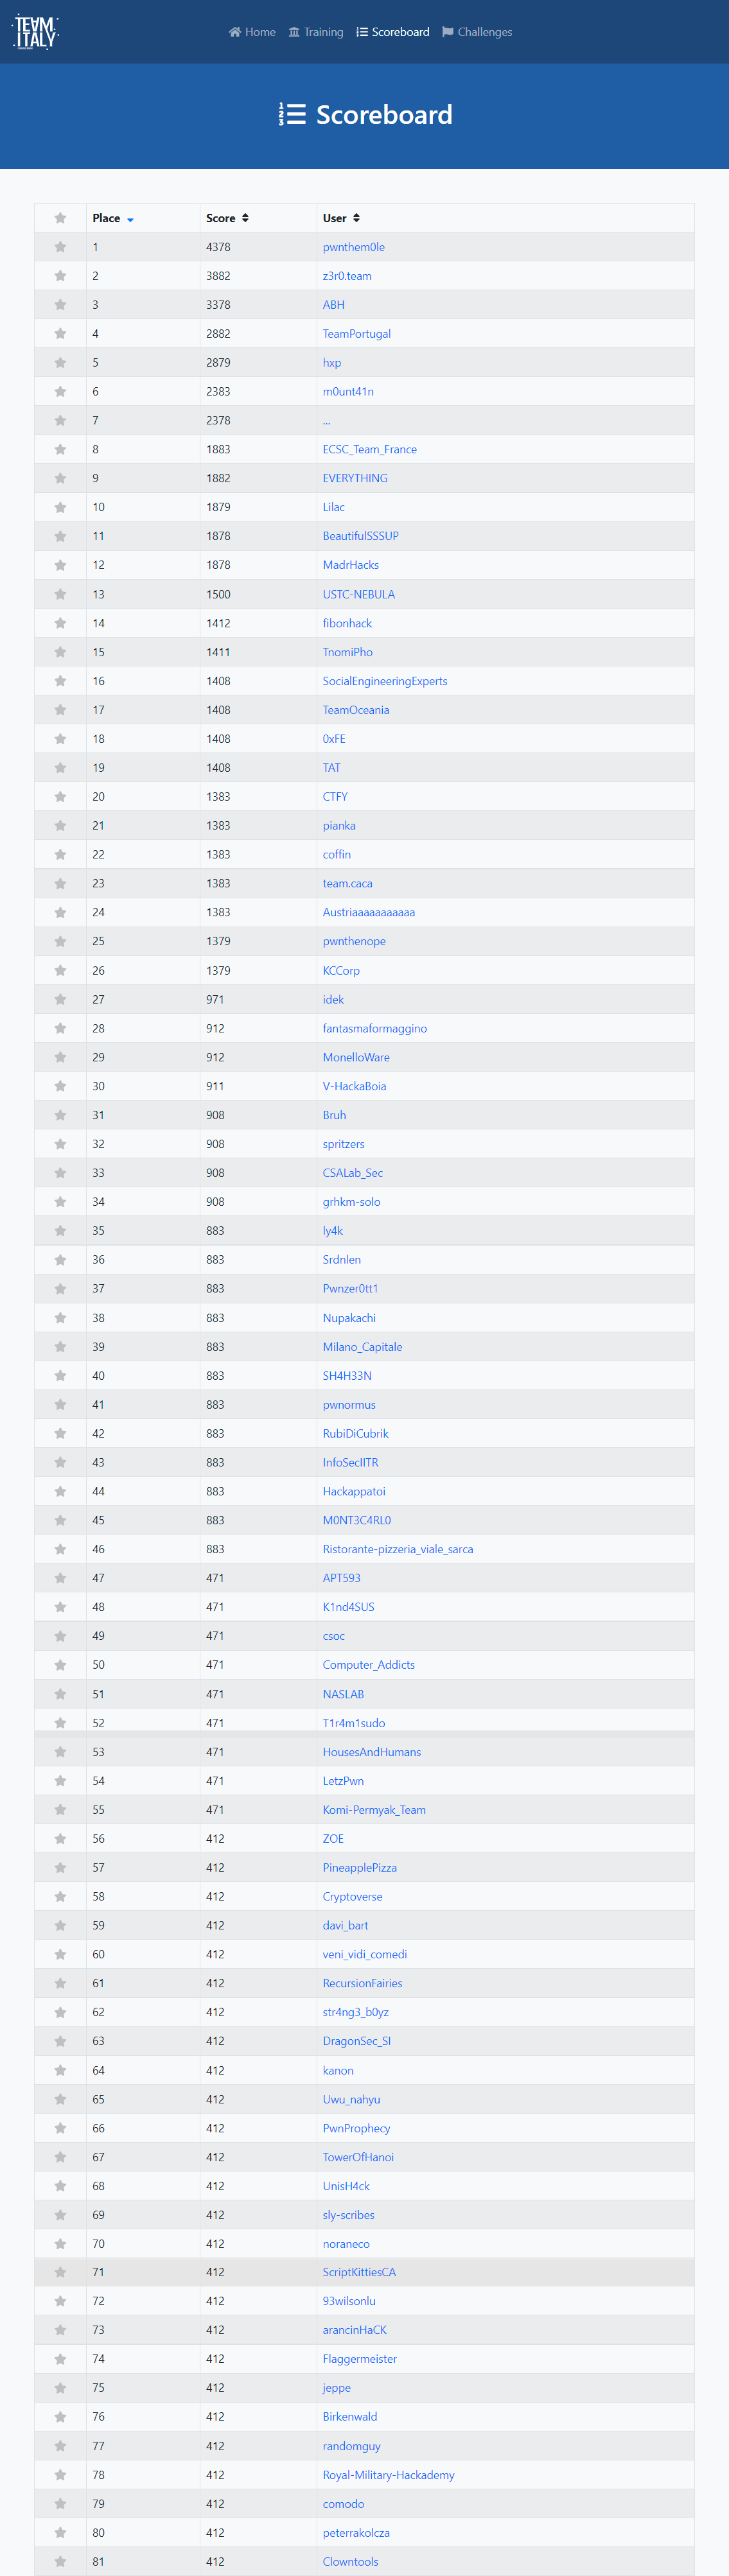 TEAM
ITALY
Home Training Scoreboard Challenges
Scoreboard
Place Score User
1 4378 pwnthem0le
2 3882 z3r0.team
3 3378 ABH
4 2882 TeamPortugal
5 2879 hxp
6 2383 m0unt41n
7 2378 ...
8 1883 ECSC_Team_France
9 1882 EVERYTHING
10 1879 Lilac
11 1878 BeautifulSSSUP
12 1878 MadrHacks
13 1500 USTC-NEBULA
14 1412 fibonhack
15 1411 TnomiPho
16 1408 SocialEngineeringExperts
17 1408 TeamOceania
18 1408 0xFE
19 1408 TAT
20 1383 CTFY
21 1383 pianka
22 1383 coffin
23 1383 team.caca
24 1383 Austriaaaaaaaaaaa
25 1379 pwnthenope
26 1379 KCCorp
27 971 idek
28 912 fantasmaformaggino
29 912 MonelloWare
30 911 V-HackaBoia
31 908 Bruh
32 908 spritzers
33 908 CSALab_Sec
34 908 grhkm-solo
35 883 ly4k
36 883 Srdnlen
37 883 Pwnzer0tt1
38 883 Nupakachi
39 883 Milano_Capitale
40 883 SH4H33N
41 883 pwnormus
42 883 RubiDiCubrik
43 883 InfoSecIITR
44 883 Hackappatoi
45 883 M0NT3C4RL0
46 883 Ristorante-pizzeria_viale_sarca
47 471 APT593
48 471 K1nd4SUS
49 471 csoc
50 471 Computer_Addicts
51 471 NASLAB
52 471 T1r4m1sudo
53 471 HousesAndHumans
54 471 LetzPwn
55 471 Komi-Permyak_Team
56 412 ZOE
57 412 PineapplePizza
58 412 Cryptoverse
59 412 davi_bart
60 412 veni_vidi_comedi
61 412 RecursionFairies
62 412 str4ng3_b0yz
63 412 DragonSec_SI
64 412 kanon
65 412 Uwu_nahyu
66 412 PwnProphecy
67 412 TowerOfHanoi
68 412 UnisH4ck
69 412 sly-scribes
70 412 noraneco
71 412 ScriptKittiesCA
72 412 93wilsonlu
73 412 arancinHaCK
74 412 Flaggermeister
75 412 jeppe
76 412 Birkenwald
77 412 randomguy
78 412 Royal-Military-Hackademy
79 412 comodo
80 412 peterrakolcza
81 412 Clowntools